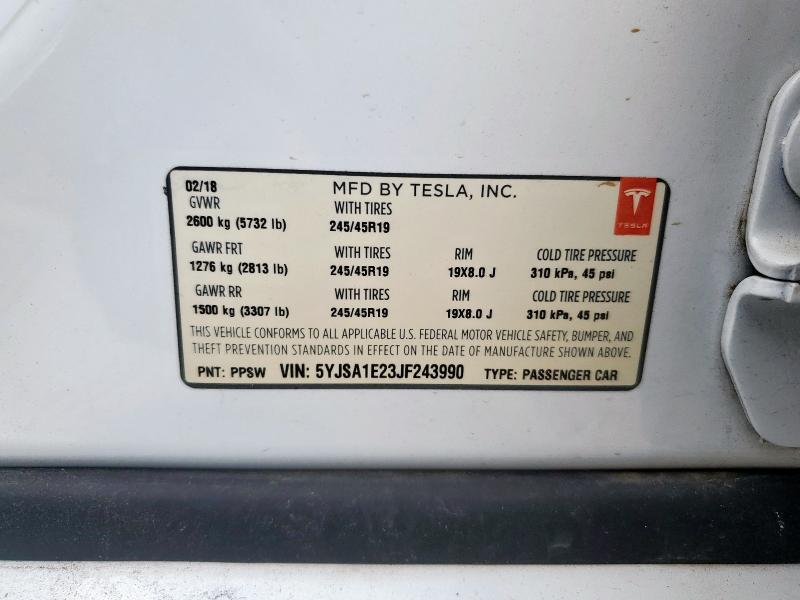 02/18 MFD BY TESLA, INC.
GVWR WITH TIRES
2600 kg (5732 lb) 245/45R19
TESLA
GAWR FRT WITH TIRES RIM COLD TIRE PRESSURE
1276 kg (2813 lb) 245/45R19 19X8.0 J 310 kPa, 45 psi
GAWR RR WITH TIRES RIM COLD TIRE PRESSURE
1500 kg (3307 lb) 245/45R19 19X8.0 J 310 kPa, 45 psi
THIS VEHICLE CONFORMS TO ALL APPLICABLE U.S. FEDERAL MOTOR VEHICLE SAFETY, BUMPER, AND
THEFT PREVENTION STANDARDS IN EFFECT ON THE DATE OF MANUFACTURE SHOWN ABOVE.
PNT: PPSW VIN: 5YJSA1E23JF243990 TYPE: PASSENGER CAR